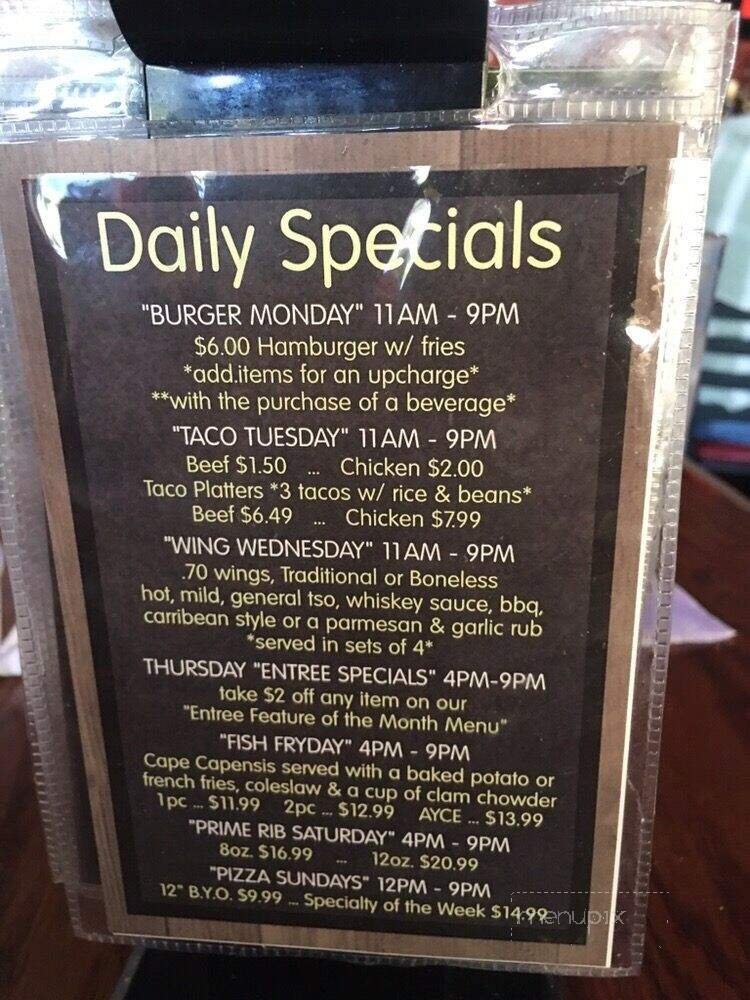 Daily Specials
"BURGER MONDAY" 11AM - 9PM
$6.00 Hamburger w/ fries
*add.items for an upcharge*
**with the purchase of a beverage*
"TACO TUESDAY" 11AM - 9PM
Beef $1.50 ... Chicken $2.00
Taco Platters *3 tacos w/ rice & beans*
Beef $6.49 ... Chicken $7.99
"WING WEDNESDAY" 11AM - 9PM
.70 wings, Traditional or Boneless
hot, mild, general tso, whiskey sauce, bbq,
carribean style or a parmesan & garlic rub
*served in sets of 4*
THURSDAY "ENTREE SPECIALS" 4PM-9PM
take $2 off any item on our
"Entree Feature of the Month Menu"
"FISH FRYDAY" 4PM - 9PM
Cape Capensis served with a baked potato or
french fries, coleslaw & a cup of clam chowder
1pc ... $11.99 2pc ... $12.99 AYCE ... $13.99
"PRIME RIB SATURDAY" 4PM - 9PM
8oz. $16.99 ... 12oz. $20.99
"PIZZA SUNDAYS" 12PM - 9PM
12" B.Y.O. $9.99 ... Specialty of the Week $14.99
menupix